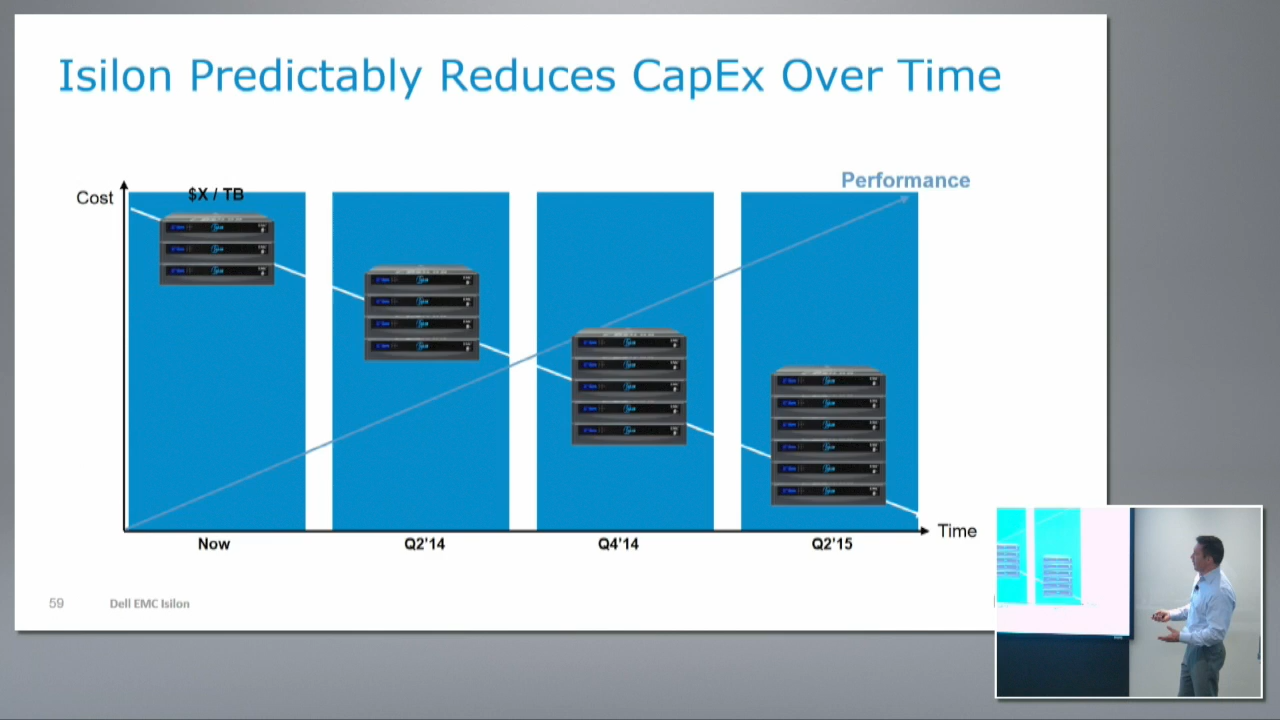 Isilon Predictably Reduces CapEx Over Time
Performance
Cost
$X / TB
Time
Now
Q2'14
Q4'14
Q2'15
59
Dell EMC Isilon